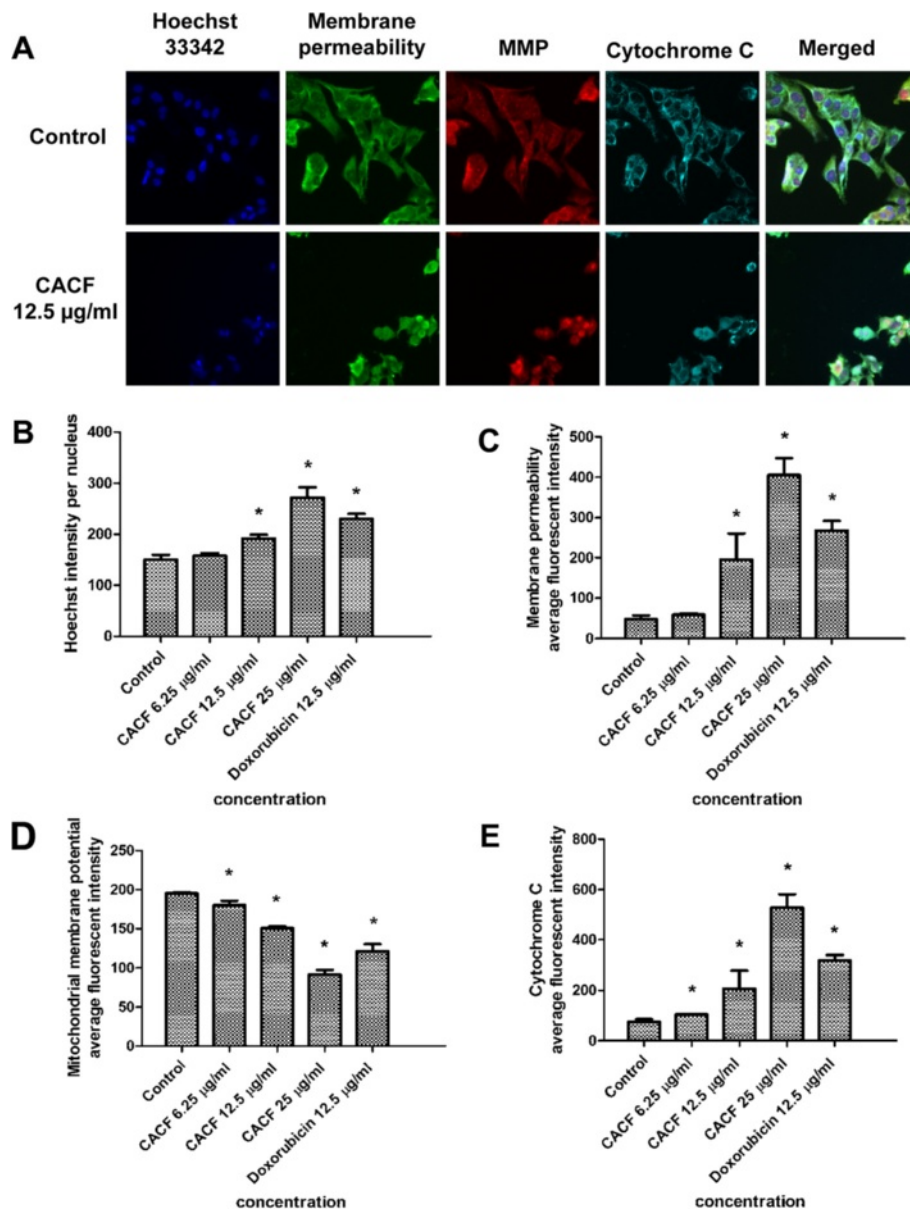 A
Hoechst
33342
Membrane
permeability
MMP
Cytochrome C
Merged
Control
CACF
12.5 µg/ml
B
Hoechst intensity per nucleus
400
300
200
100
0
*
*
*
Control
CACF 6.25 µg/ml
CACF 12.5 µg/ml
CACF 25 µg/ml
Doxorubicin 12.5 µg/ml
concentration
C
Membrane permeability
average fluorescent intensity
500
400
300
200
100
0
*
*
*
Control
CACF 6.25 µg/ml
CACF 12.5 µg/ml
CACF 25 µg/ml
Doxorubicin 12.5 µg/ml
concentration
D
Mitochondrial membrane potential
average fluorescent intensity
250
200
150
100
50
0
*
*
*
*
Control
CACF 6.25 µg/ml
CACF 12.5 µg/ml
CACF 25 µg/ml
Doxorubicin 12.5 µg/ml
concentration
E
Cytochrome C
average fluorescent intensity
800
600
400
200
0
*
*
*
*
Control
CACF 6.25 µg/ml
CACF 12.5 µg/ml
CACF 25 µg/ml
Doxorubicin 12.5 µg/ml
concentration